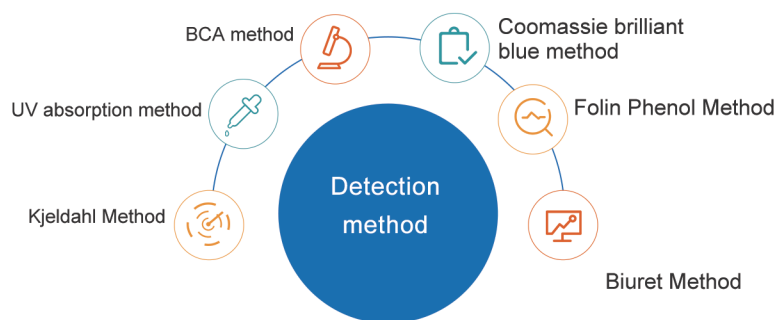 BCA method
Coomassie brilliant
blue method
UV absorption method
Folin Phenol Method
Detection
method
Kjeldahl Method
Biuret Method